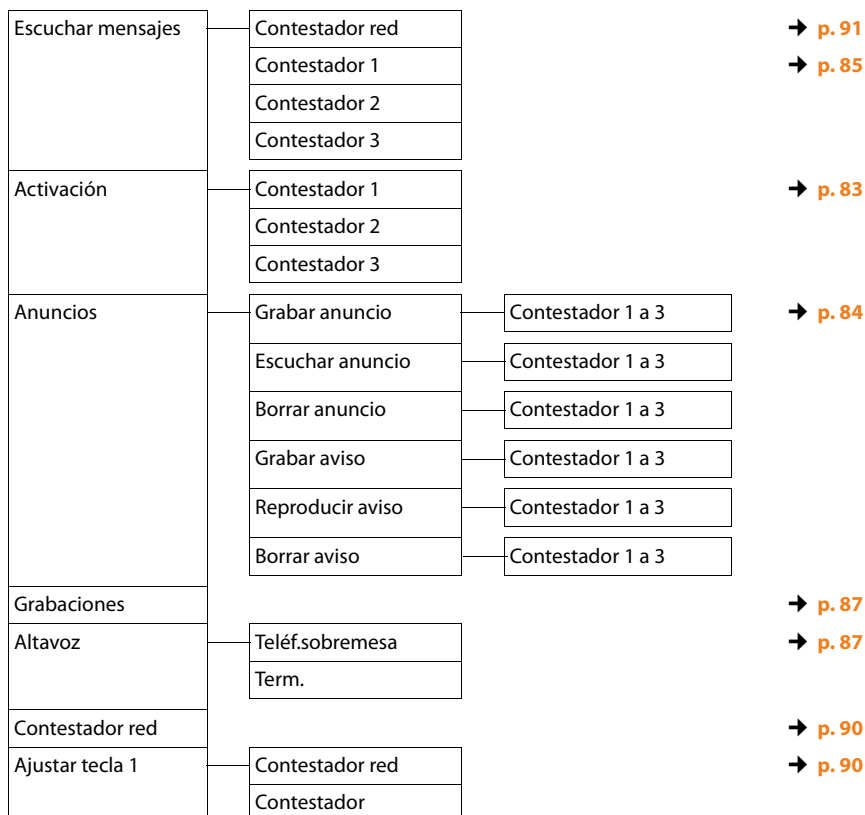 Escuchar mensajes Contestador red ➔ p. 91
Contestador 1 ➔ p. 85
Contestador 2
Contestador 3
Activación Contestador 1 ➔ p. 83
Contestador 2
Contestador 3
Anuncios Grabar anuncio Contestador 1 a 3 ➔ p. 84
Escuchar anuncio Contestador 1 a 3
Borrar anuncio Contestador 1 a 3
Grabar aviso Contestador 1 a 3
Reproducir aviso Contestador 1 a 3
Borrar aviso Contestador 1 a 3
Grabaciones ➔ p. 87
Altavoz Teléf.sobremesa ➔ p. 87
Term.
Contestador red ➔ p. 90
Ajustar tecla 1 Contestador red ➔ p. 90
Contestador